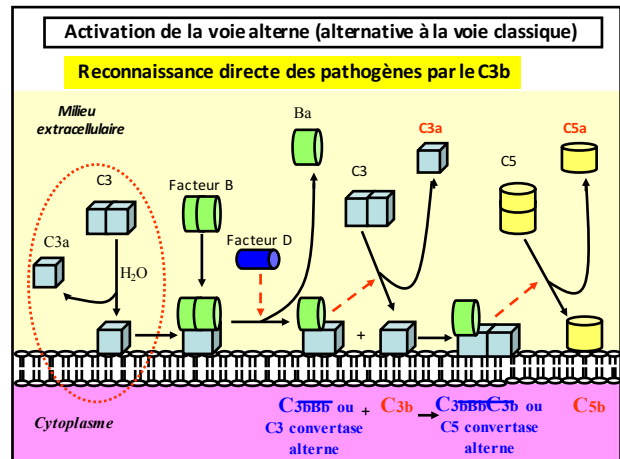 Activation de la voie alterne (alternative à la voie classique)
Reconnaissance directe des pathogènes par le C3b
Milieu
extracellulaire
Ba
C3a
C5a
C3
C3
C5
Facteur B
C3a
Facteur D
H₂O
+
Cytoplasme
C3bBb ou
C3 convertase
alterne
+
C3b
C3bBbC3b ou
C5 convertase
alterne
C5b